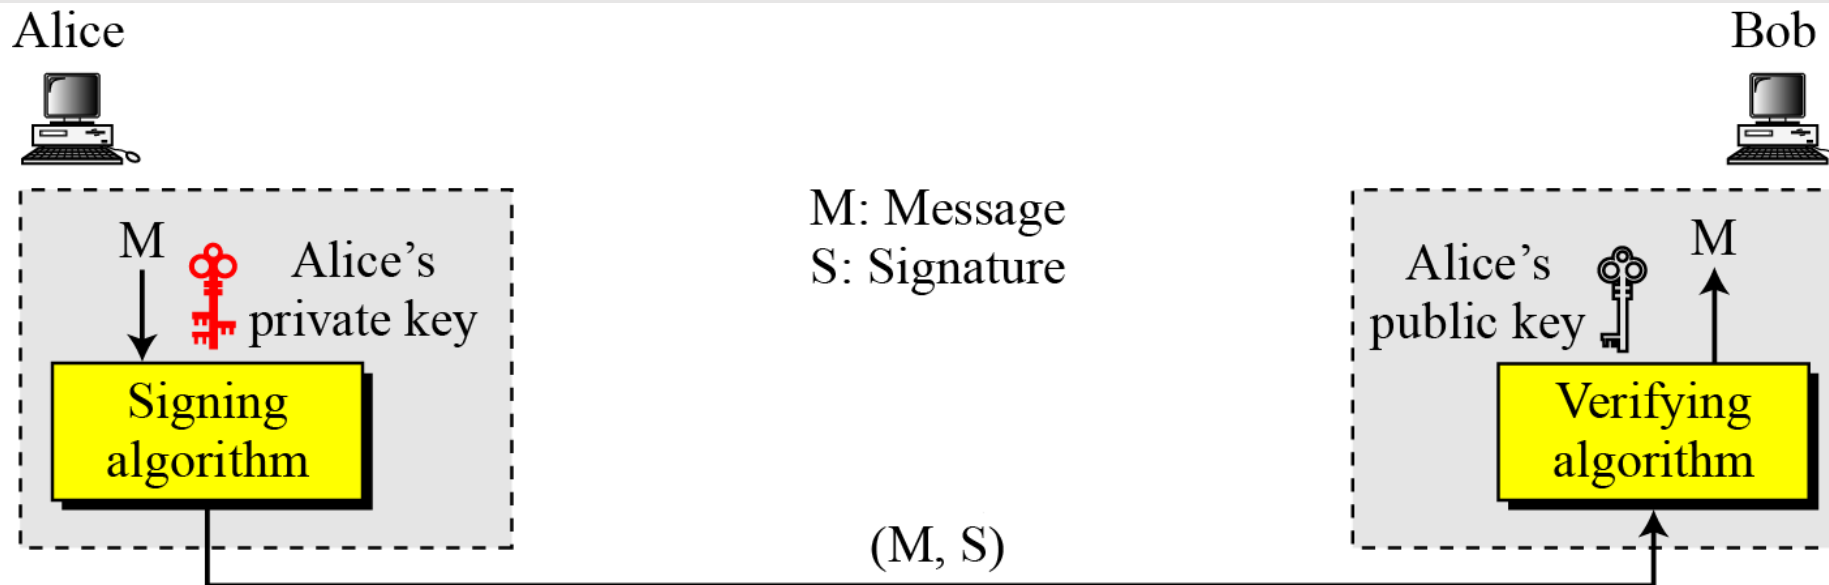 Alice
Bob
M: Message
S: Signature
M
Alice’s
private key
Signing
algorithm
(M, S)
Alice’s
public key
M
Verifying
algorithm